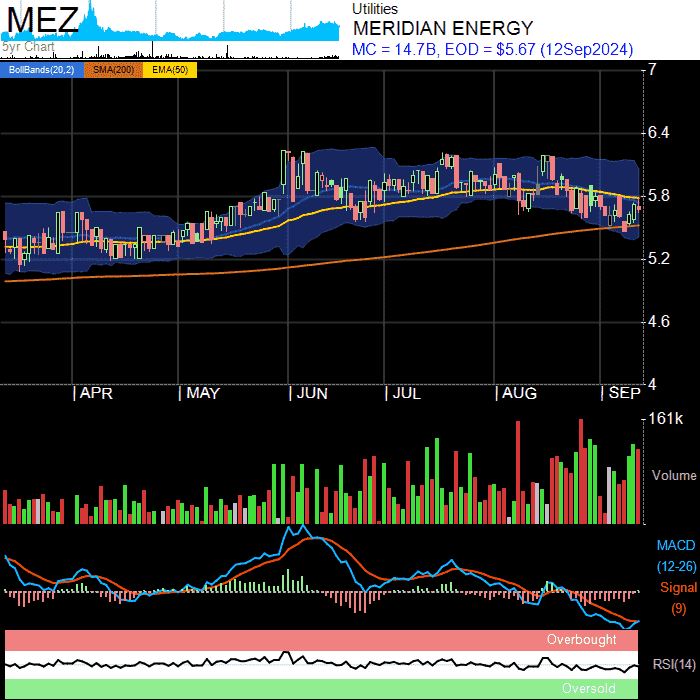 MEZ
5yr Chart
Utilities
MERIDIAN ENERGY
MC = 14.7B, EOD = $5.67 (12Sep2024)
BollBands(20,2) SMA(200) EMA(50)
7
6.4
5.8
5.2
4.6
4
APR MAY JUN JUL AUG SEP
161k
Volume
MACD
(12-26)
Signal
(9)
Overbought
RSI(14)
Oversold